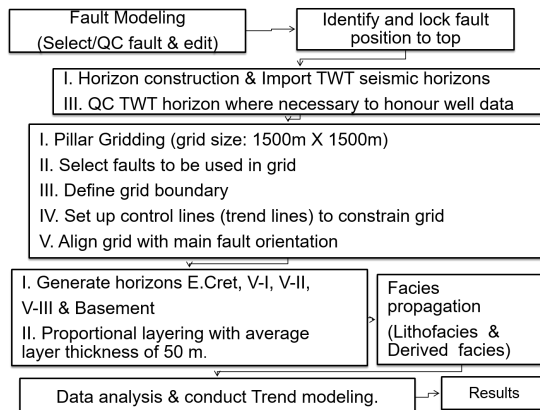 Fault Modeling
(Select/QC fault & edit)
Identify and lock fault
position to top
I. Horizon construction & Import TWT seismic horizons
III. QC TWT horizon where necessary to honour well data
I. Pillar Gridding (grid size: 1500m X 1500m)
II. Select faults to be used in grid
III. Define grid boundary
IV. Set up control lines (trend lines) to constrain grid
V. Align grid with main fault orientation
I. Generate horizons E.Cret, V-I, V-II,
V-III & Basement
II. Proportional layering with average
layer thickness of 50 m.
Facies
propagation
(Lithofacies &
Derived facies)
Data analysis & conduct Trend modeling.
Results